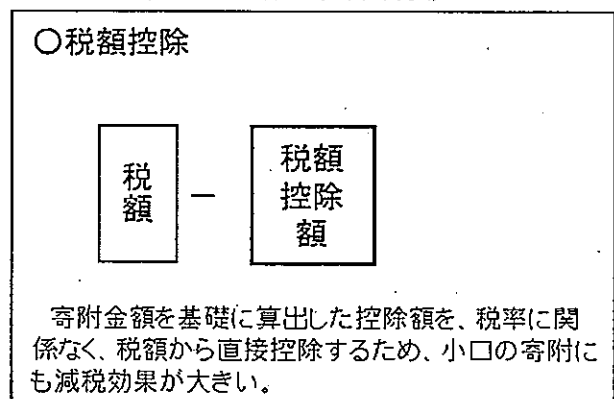 ○税額控除
税額
－
税額
控除
額
寄附金額を基礎に算出した控除額を、税率に関
係なく、税額から直接控除するため、小口の寄附に
も減税効果が大きい。